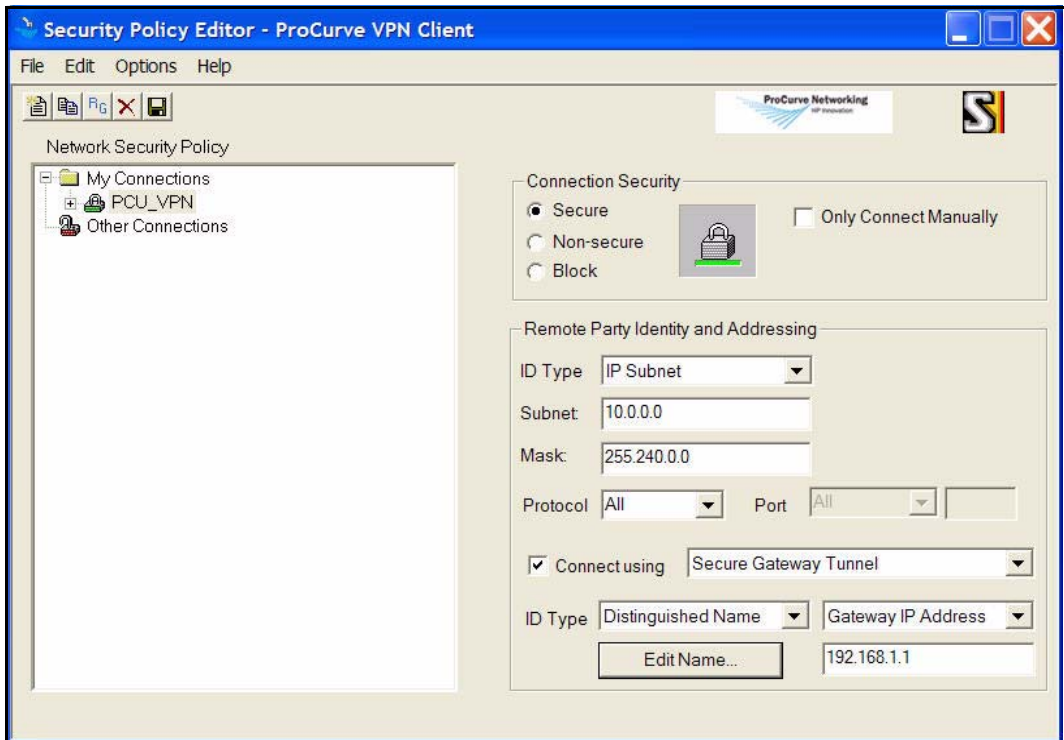 Security Policy Editor - ProCurve VPN Client
File Edit Options Help
ProCurve Networking
HP Innovation
Network Security Policy
My Connections
PCU_VPN
Other Connections
Connection Security
Secure
Non-secure
Block
Only Connect Manually
Remote Party Identity and Addressing
ID Type IP Subnet
Subnet: 10.0.0.0
Mask: 255.240.0.0
Protocol All Port All
Connect using Secure Gateway Tunnel
ID Type Distinguished Name Gateway IP Address
Edit Name... 192.168.1.1